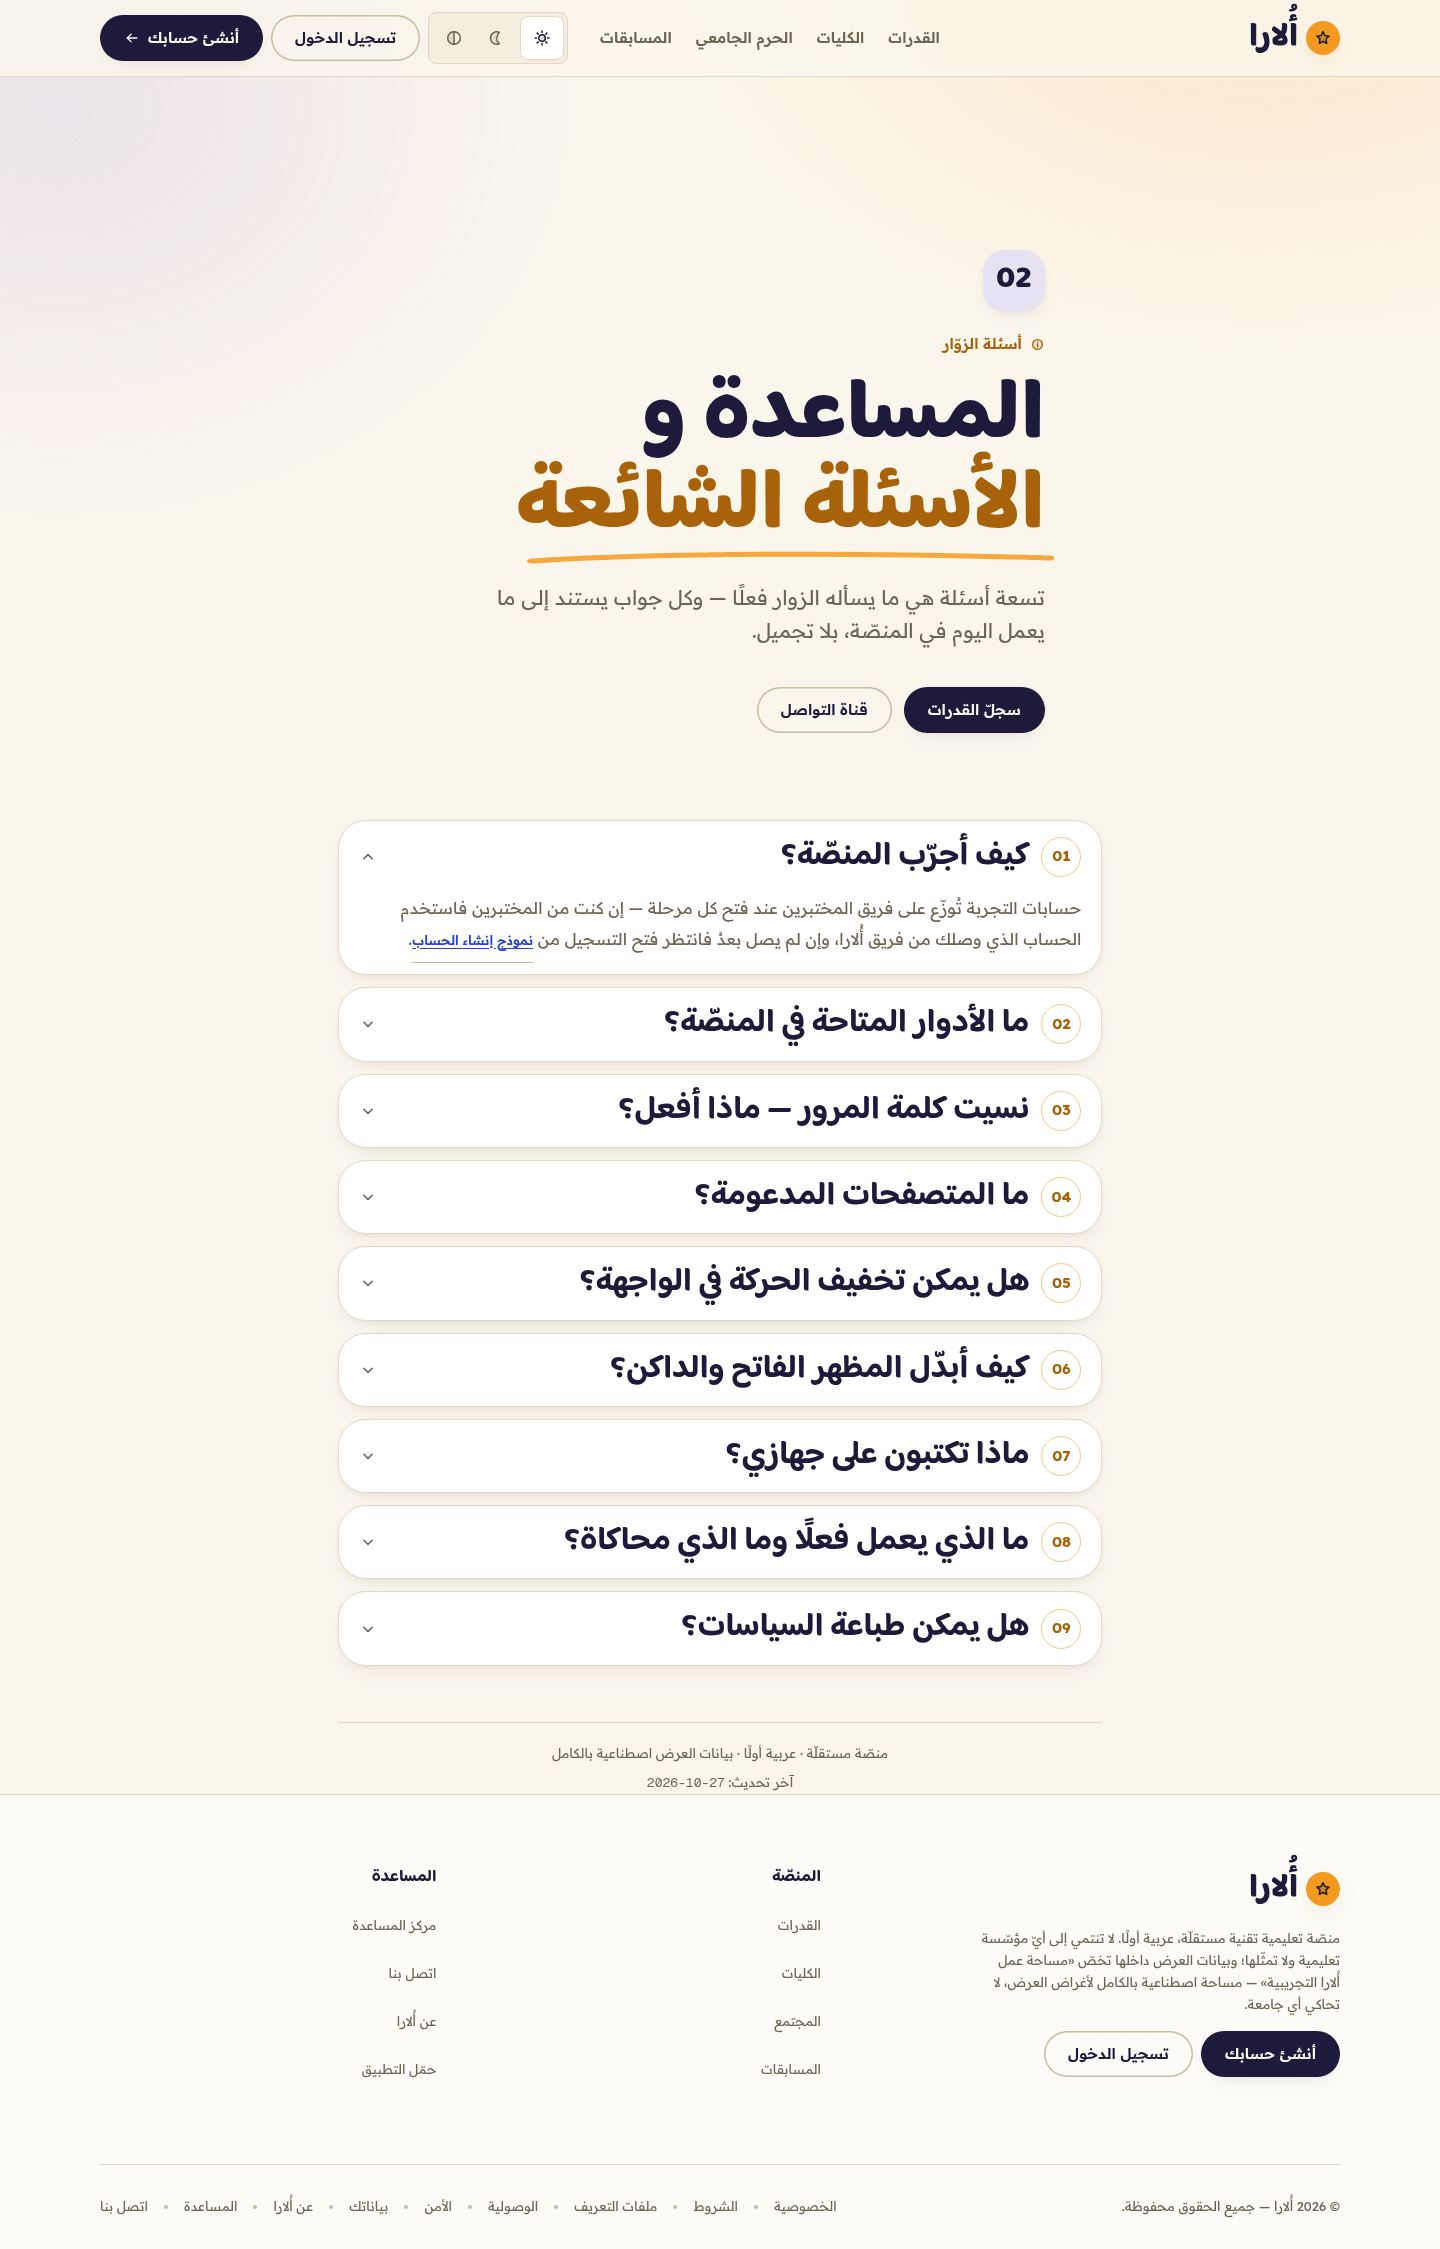 أُلارا
القدرات
الكليات
الحرم الجامعي
المسابقات
تسجيل الدخول
أنشئ حسابك
02
أسئلة الزوّار
المساعدة و
الأسئلة الشائعة
تسعة أسئلة هي ما يسأله الزوار فعلًا — وكل جواب يستند إلى ما
يعمل اليوم في المنصّة، بلا تجميل.
سجلّ القدرات
قناة التواصل
01 كيف أجرّب المنصّة؟
حسابات التجربة تُوزّع على فريق المختبرين عند فتح كل مرحلة — إن كنت من المختبرين فاستخدم
الحساب الذي وصلك من فريق أُلارا، وإن لم يصل بعدُ فانتظر فتح التسجيل من نموذج إنشاء الحساب.
02 ما الأدوار المتاحة في المنصّة؟
03 نسيت كلمة المرور — ماذا أفعل؟
04 ما المتصفحات المدعومة؟
05 هل يمكن تخفيف الحركة في الواجهة؟
06 كيف أبدّل المظهر الفاتح والداكن؟
07 ماذا تكتبون على جهازي؟
08 ما الذي يعمل فعلًا وما الذي محاكاة؟
09 هل يمكن طباعة السياسات؟
منصّة مستقلّة · عربية أولًا · بيانات العرض اصطناعية بالكامل
آخر تحديث: 27-10-2026
أُلارا
منصّة تعليمية تقنية مستقلّة، عربية أولًا. لا تنتمي إلى أيّ مؤسّسة
تعليمية ولا تمثّلها؛ وبيانات العرض داخلها تخصّ «مساحة عمل
أُلارا التجريبية» — مساحة اصطناعية بالكامل لأغراض العرض، لا
تحاكي أي جامعة.
أنشئ حسابك
تسجيل الدخول
المنصّة
القدرات
الكليات
المجتمع
المسابقات
المساعدة
مركز المساعدة
اتصل بنا
عن أُلارا
حمّل التطبيق
© 2026 أُلارا — جميع الحقوق محفوظة.
الخصوصية • الشروط • ملفات التعريف • الوصولية • الأمن • بياناتك • عن أُلارا • المساعدة • اتصل بنا